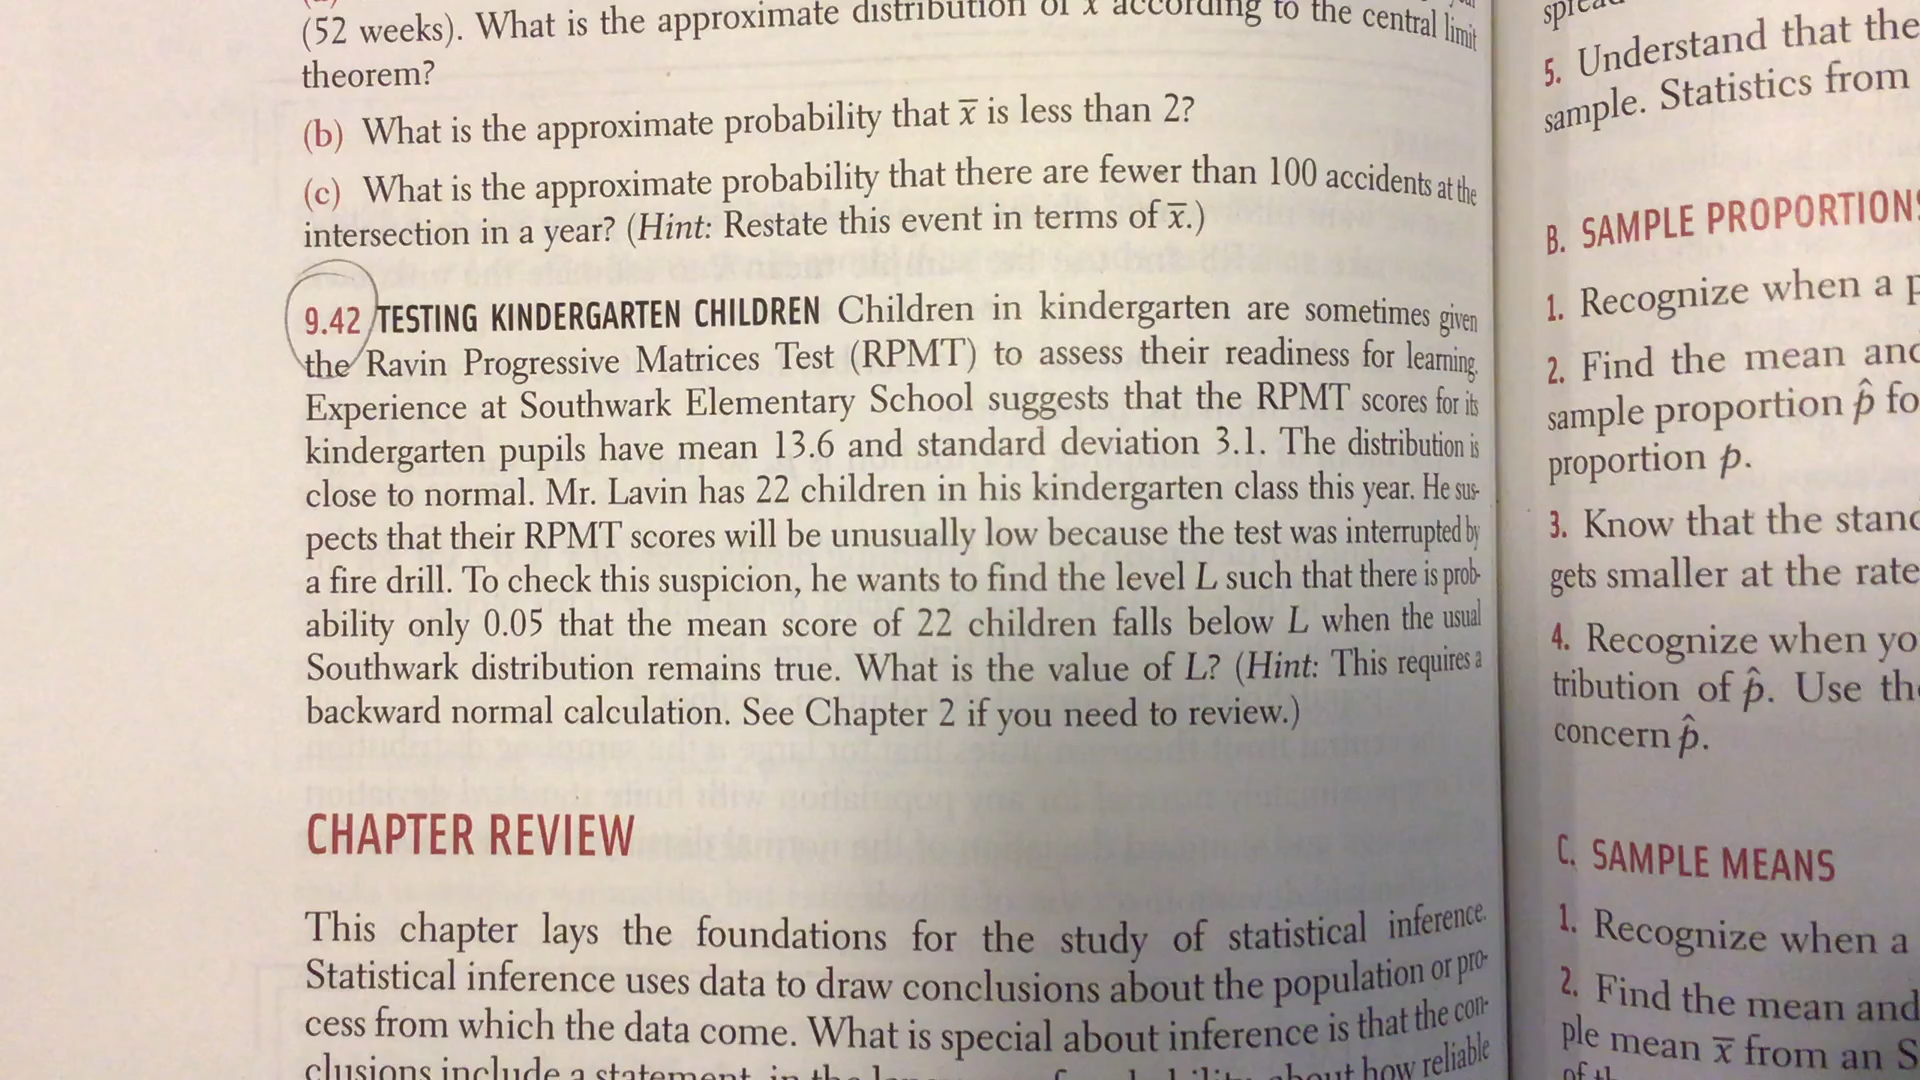 (52 weeks). What is the approximate distribution of x̄ according to the central limit
theorem?
(b) What is the approximate probability that x̄ is less than 2?
(c) What is the approximate probability that there are fewer than 100 accidents at the
intersection in a year? (Hint: Restate this event in terms of x̄.)
9.42 TESTING KINDERGARTEN CHILDREN Children in kindergarten are sometimes given
the Ravin Progressive Matrices Test (RPMT) to assess their readiness for learning.
Experience at Southwark Elementary School suggests that the RPMT scores for its
kindergarten pupils have mean 13.6 and standard deviation 3.1. The distribution is
close to normal. Mr. Lavin has 22 children in his kindergarten class this year. He sus-
pects that their RPMT scores will be unusually low because the test was interrupted by
a fire drill. To check this suspicion, he wants to find the level L such that there is prob-
ability only 0.05 that the mean score of 22 children falls below L when the usual
Southwark distribution remains true. What is the value of L? (Hint: This requires a
backward normal calculation. See Chapter 2 if you need to review.)
CHAPTER REVIEW
This chapter lays the foundations for the study of statistical inference.
Statistical inference uses data to draw conclusions about the population or pro-
cess from which the data come. What is special about inference is that the con-
clusions include a statement, in the about how reliable
5. Understand that the
sample. Statistics from
B. SAMPLE PROPORTIONS
1. Recognize when a p
2. Find the mean and
sample proportion p̂ fo
proportion p.
3. Know that the stand
gets smaller at the rate
4. Recognize when yo
tribution of p̂. Use the
concern p̂.
C. SAMPLE MEANS
1. Recognize when a
2. Find the mean and
ple mean x̄ from an S